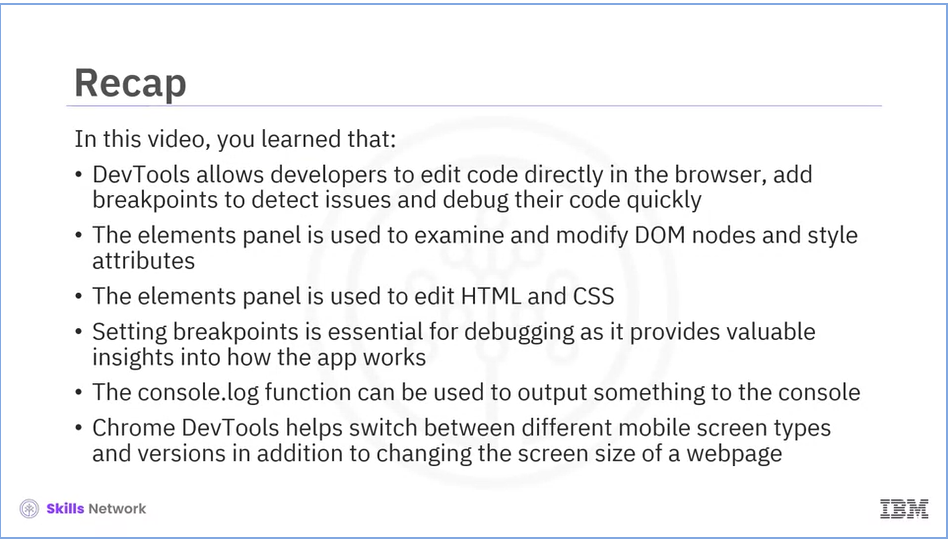 Recap
In this video, you learned that:
• DevTools allows developers to edit code directly in the browser, add
breakpoints to detect issues and debug their code quickly
• The elements panel is used to examine and modify DOM nodes and style
attributes
• The elements panel is used to edit HTML and CSS
• Setting breakpoints is essential for debugging as it provides valuable
insights into how the app works
• The console.log function can be used to output something to the console
• Chrome DevTools helps switch between different mobile screen types
and versions in addition to changing the screen size of a webpage
Skills Network
IBM